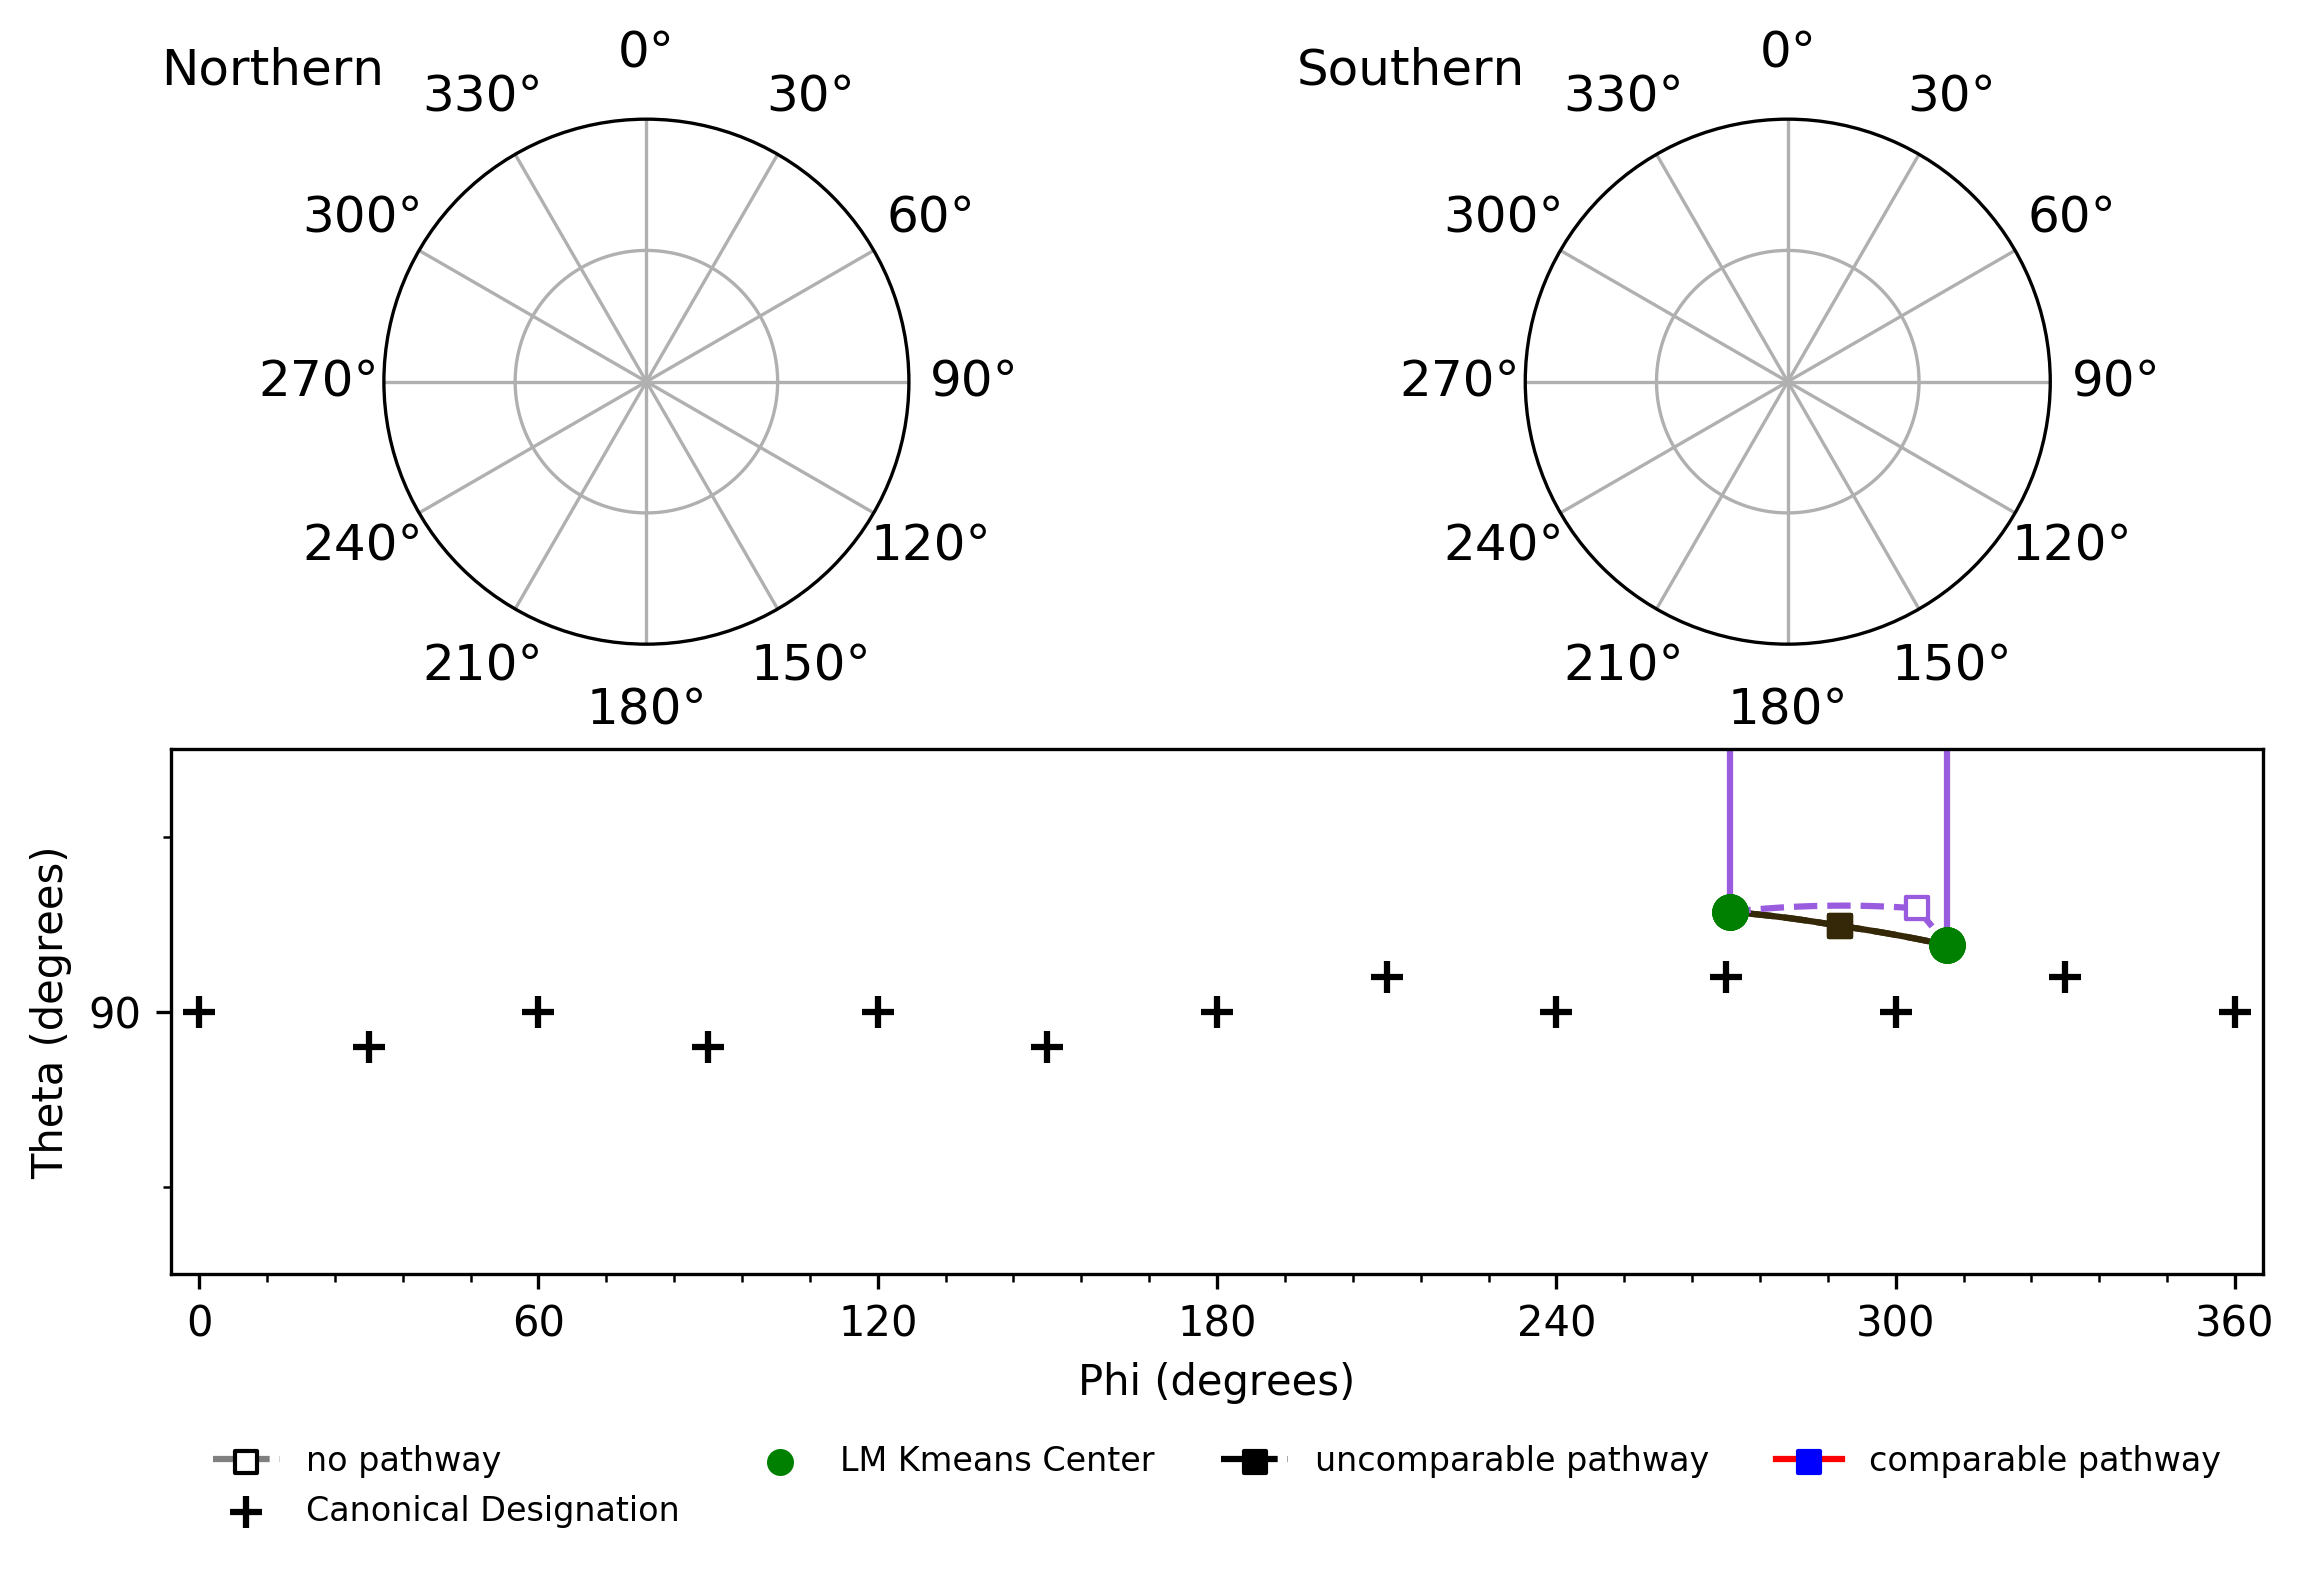 Northern
0°
330°
30°
300°
60°
270°
90°
240°
120°
210°
150°
180°
Southern
0°
330°
30°
300°
60°
270°
90°
240°
120°
210°
150°
180°
Theta (degrees)
90
0 60 120 180 240 300 360
Phi (degrees)
no pathway
LM Kmeans Center
uncomparable pathway
comparable pathway
Canonical Designation